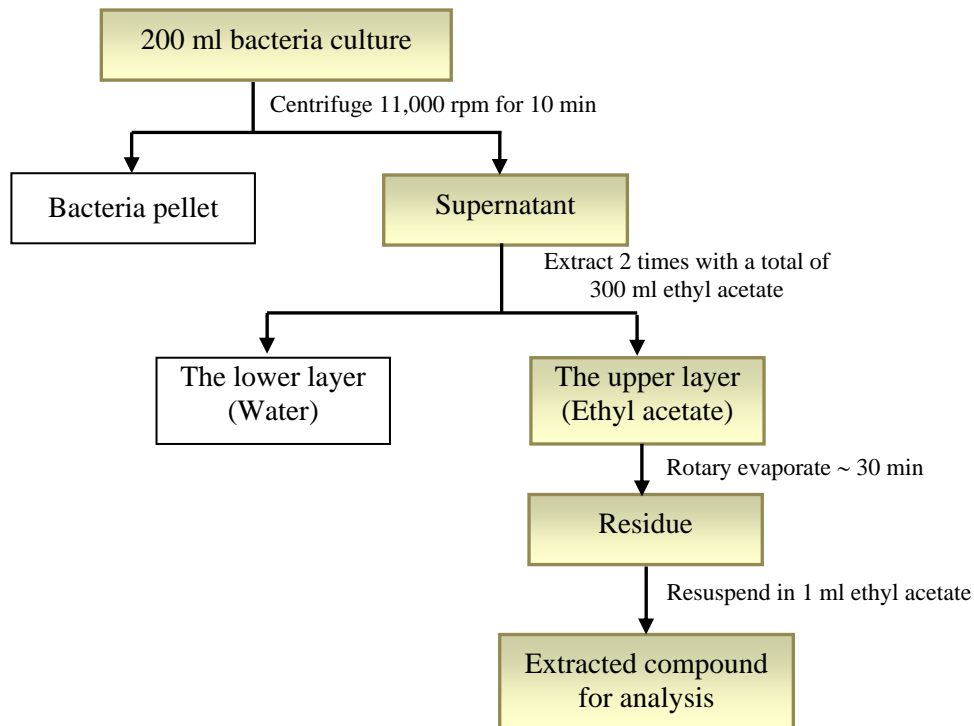 200 ml bacteria culture
Centrifuge 11,000 rpm for 10 min
Bacteria pellet
Supernatant
Extract 2 times with a total of
300 ml ethyl acetate
The lower layer
(Water)
The upper layer
(Ethyl acetate)
Rotary evaporate ~ 30 min
Residue
Resuspend in 1 ml ethyl acetate
Extracted compound
for analysis